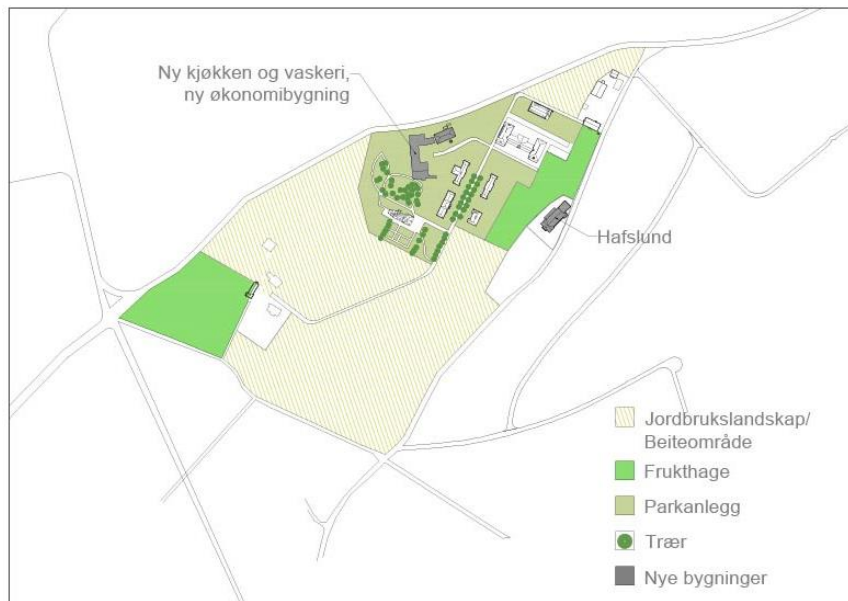 Ny kjøkken og vaskeri,
ny økonomibygning
Hafslund
Jordbrukslandskap/
Beiteområde
Frukthage
Parkanlegg
Trær
Nye bygninger